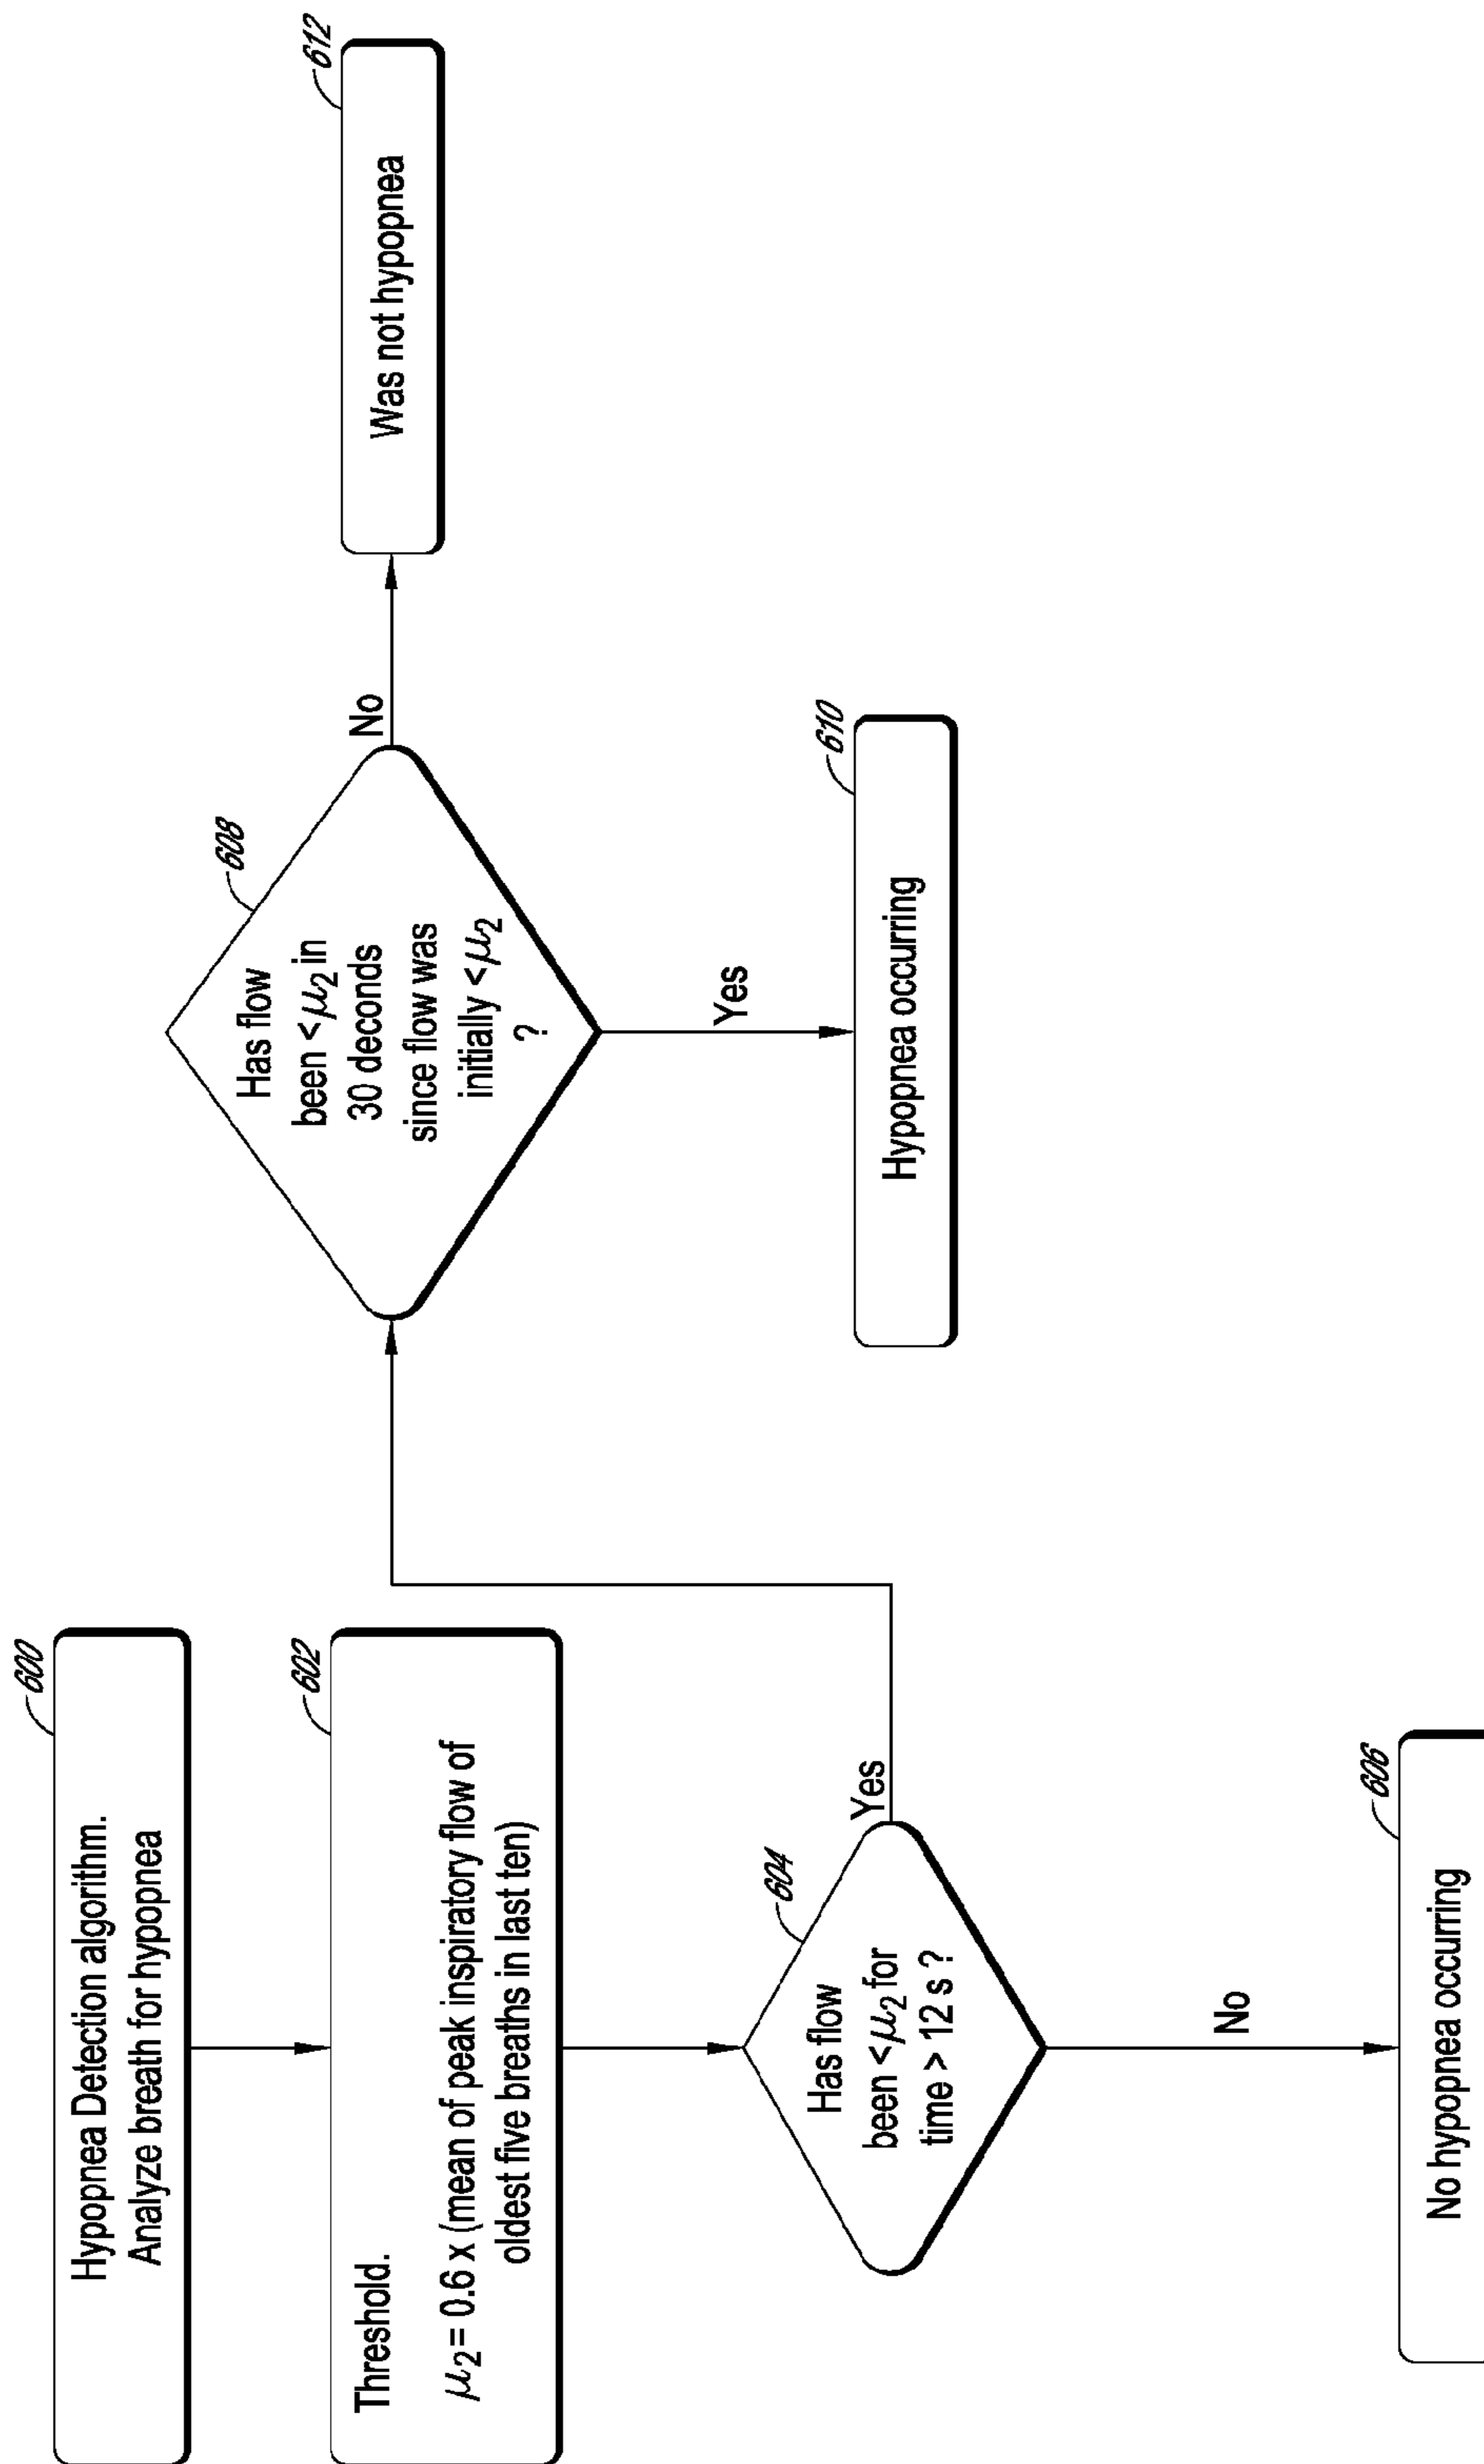 600
Hypopnea Detection algorithm.
Analyze breath for hypopnea
602
Threshold.
μ2 = 0.6 x (mean of peak inspiratory flow of
oldest five breaths in last ten)
604
Has flow
been < μ2 for
time > 12 s ?
Yes
No
606
No hypopnea occurring
608
Has flow
been < μ2 in
30 deconds
since flow was
initially < μ2
?
No
Yes
610
Hypopnea occurring
612
Was not hypopnea